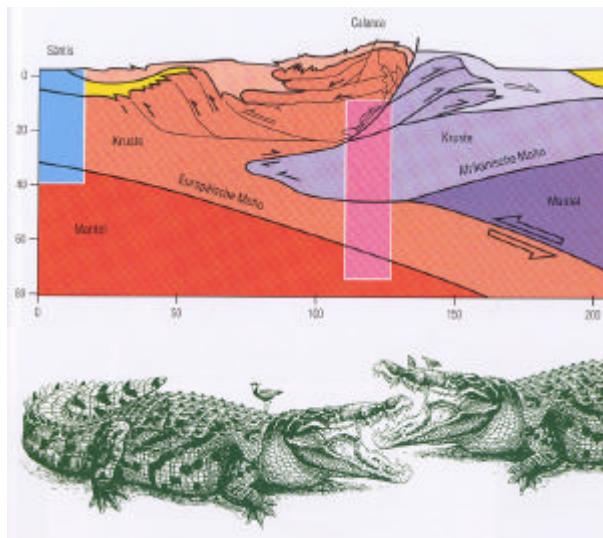 Calanca
Säntis
0
20
40
60
80
Kruste
Kruste
Europäische Moho
Afrikanische Moho
Mantel
Mantel
0
50
100
150
200